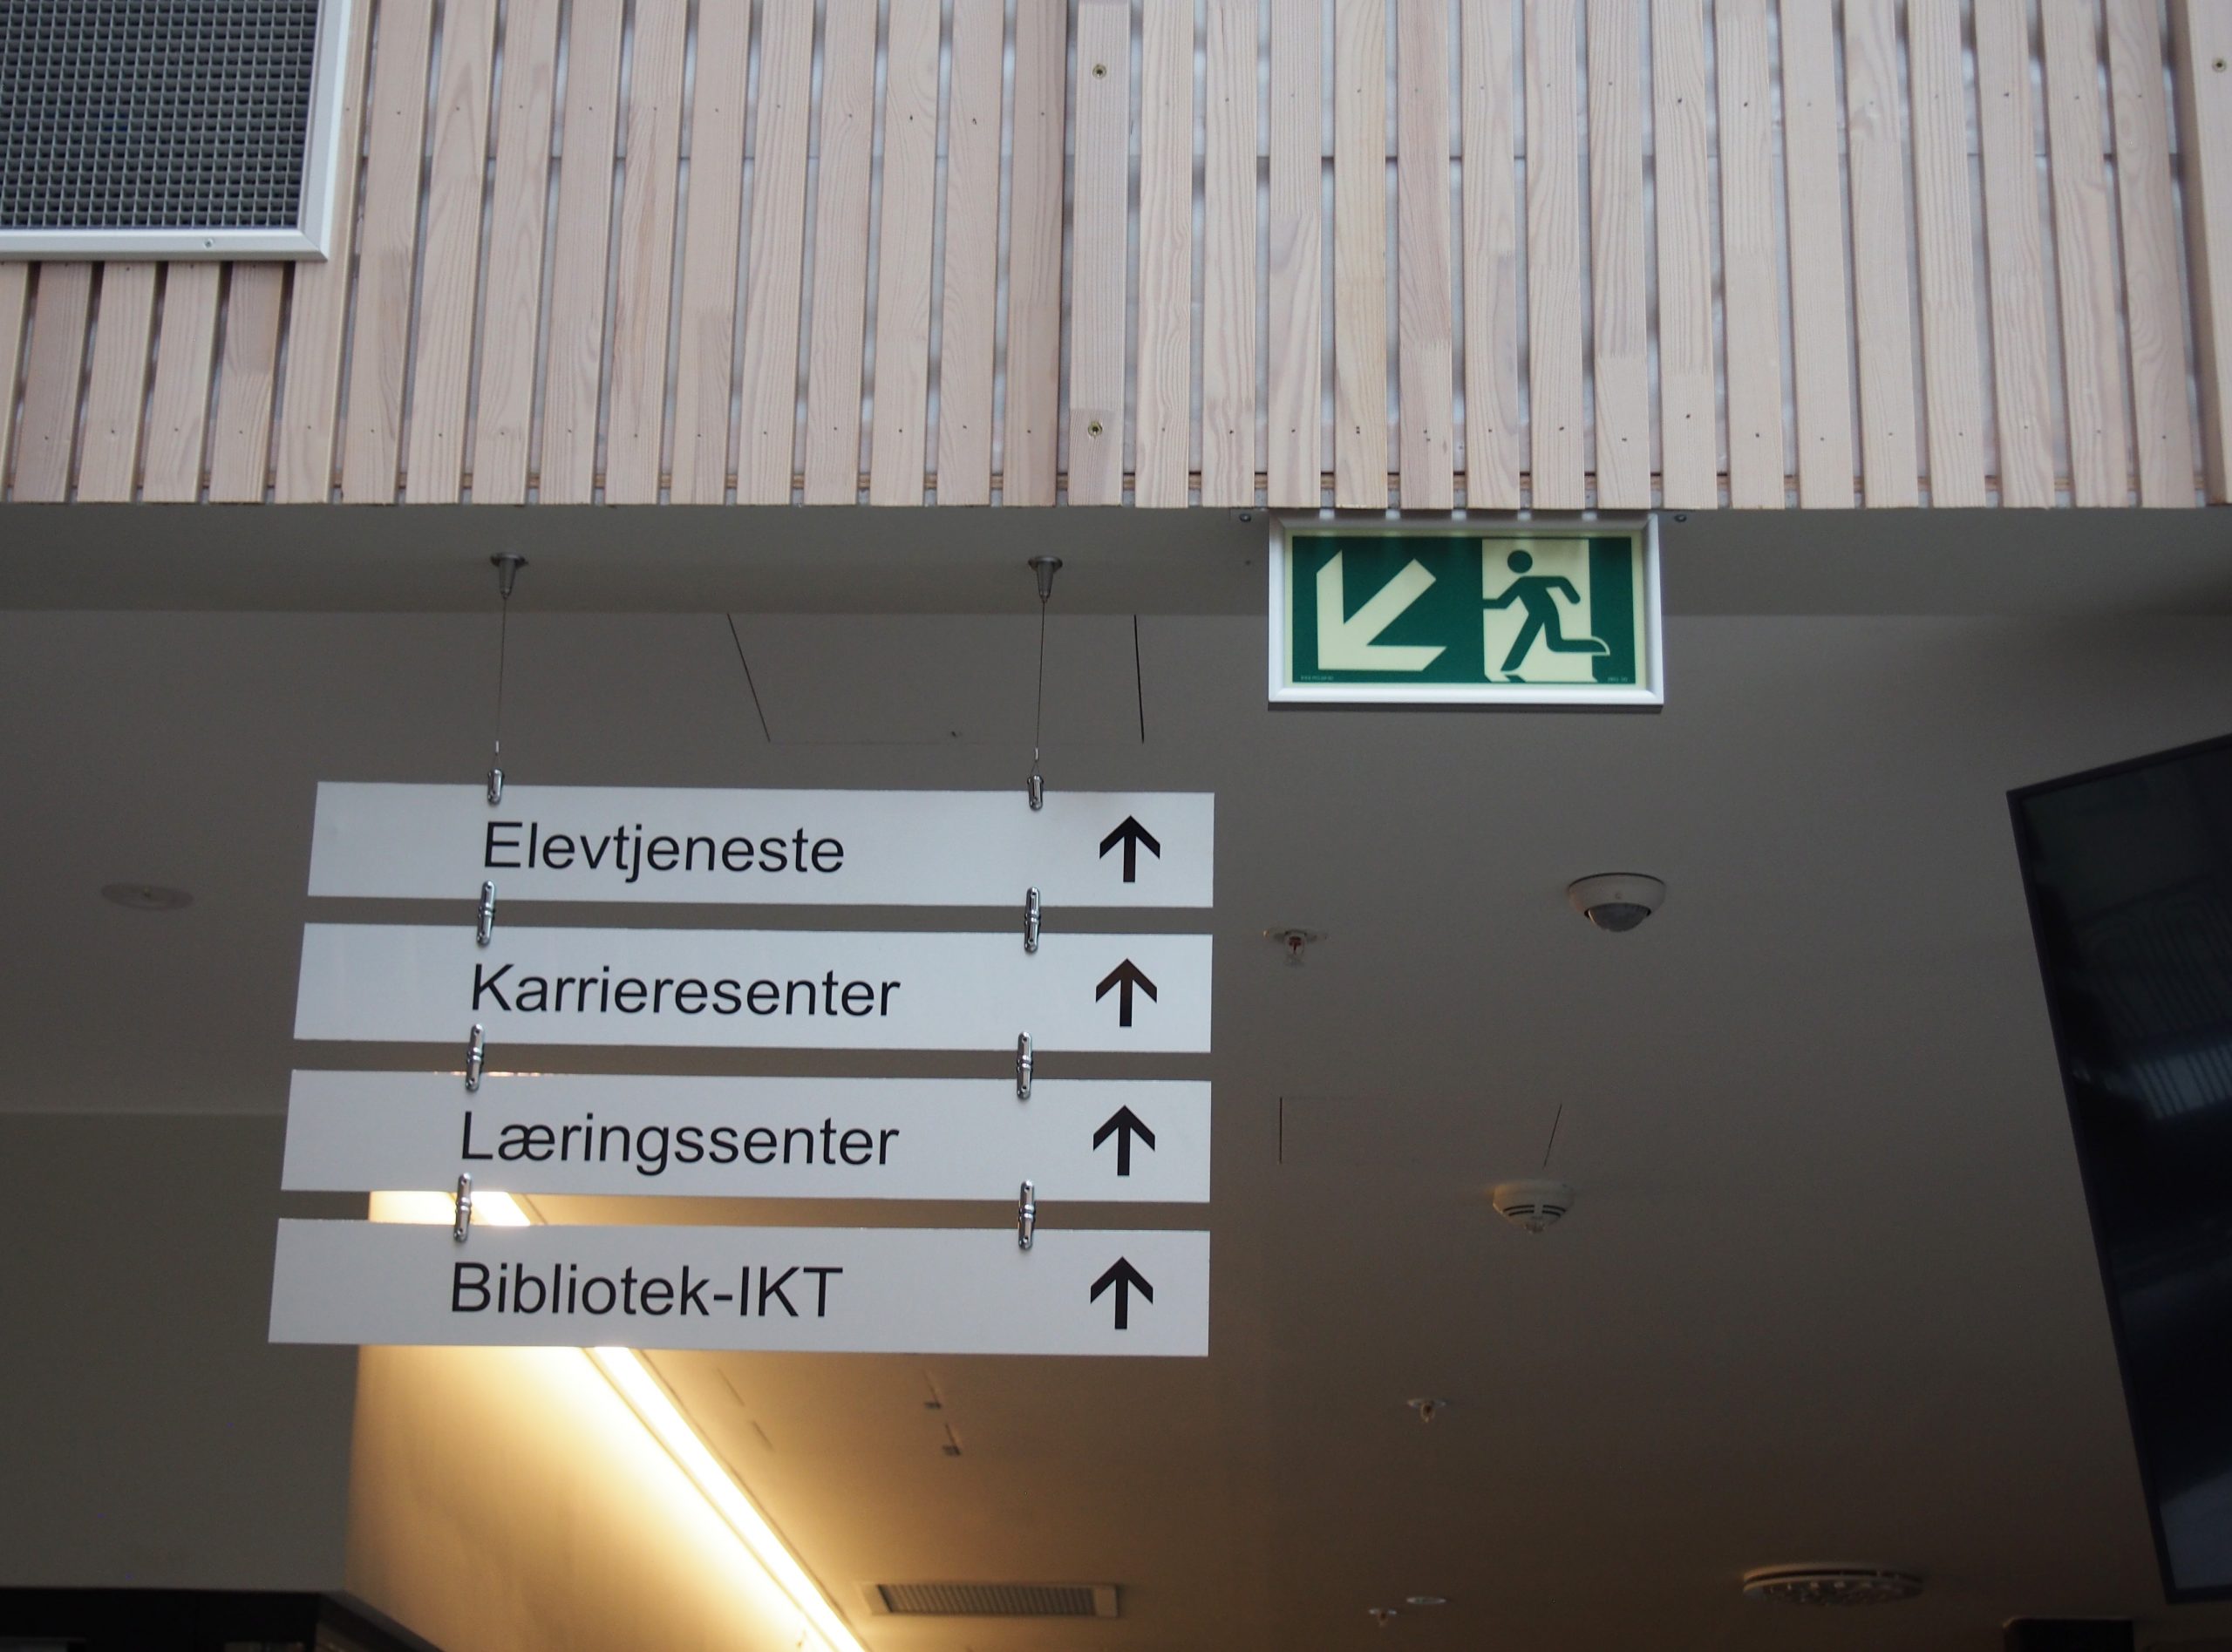 Elevtjeneste
Karrieresenter
Læringssenter
Bibliotek-IKT